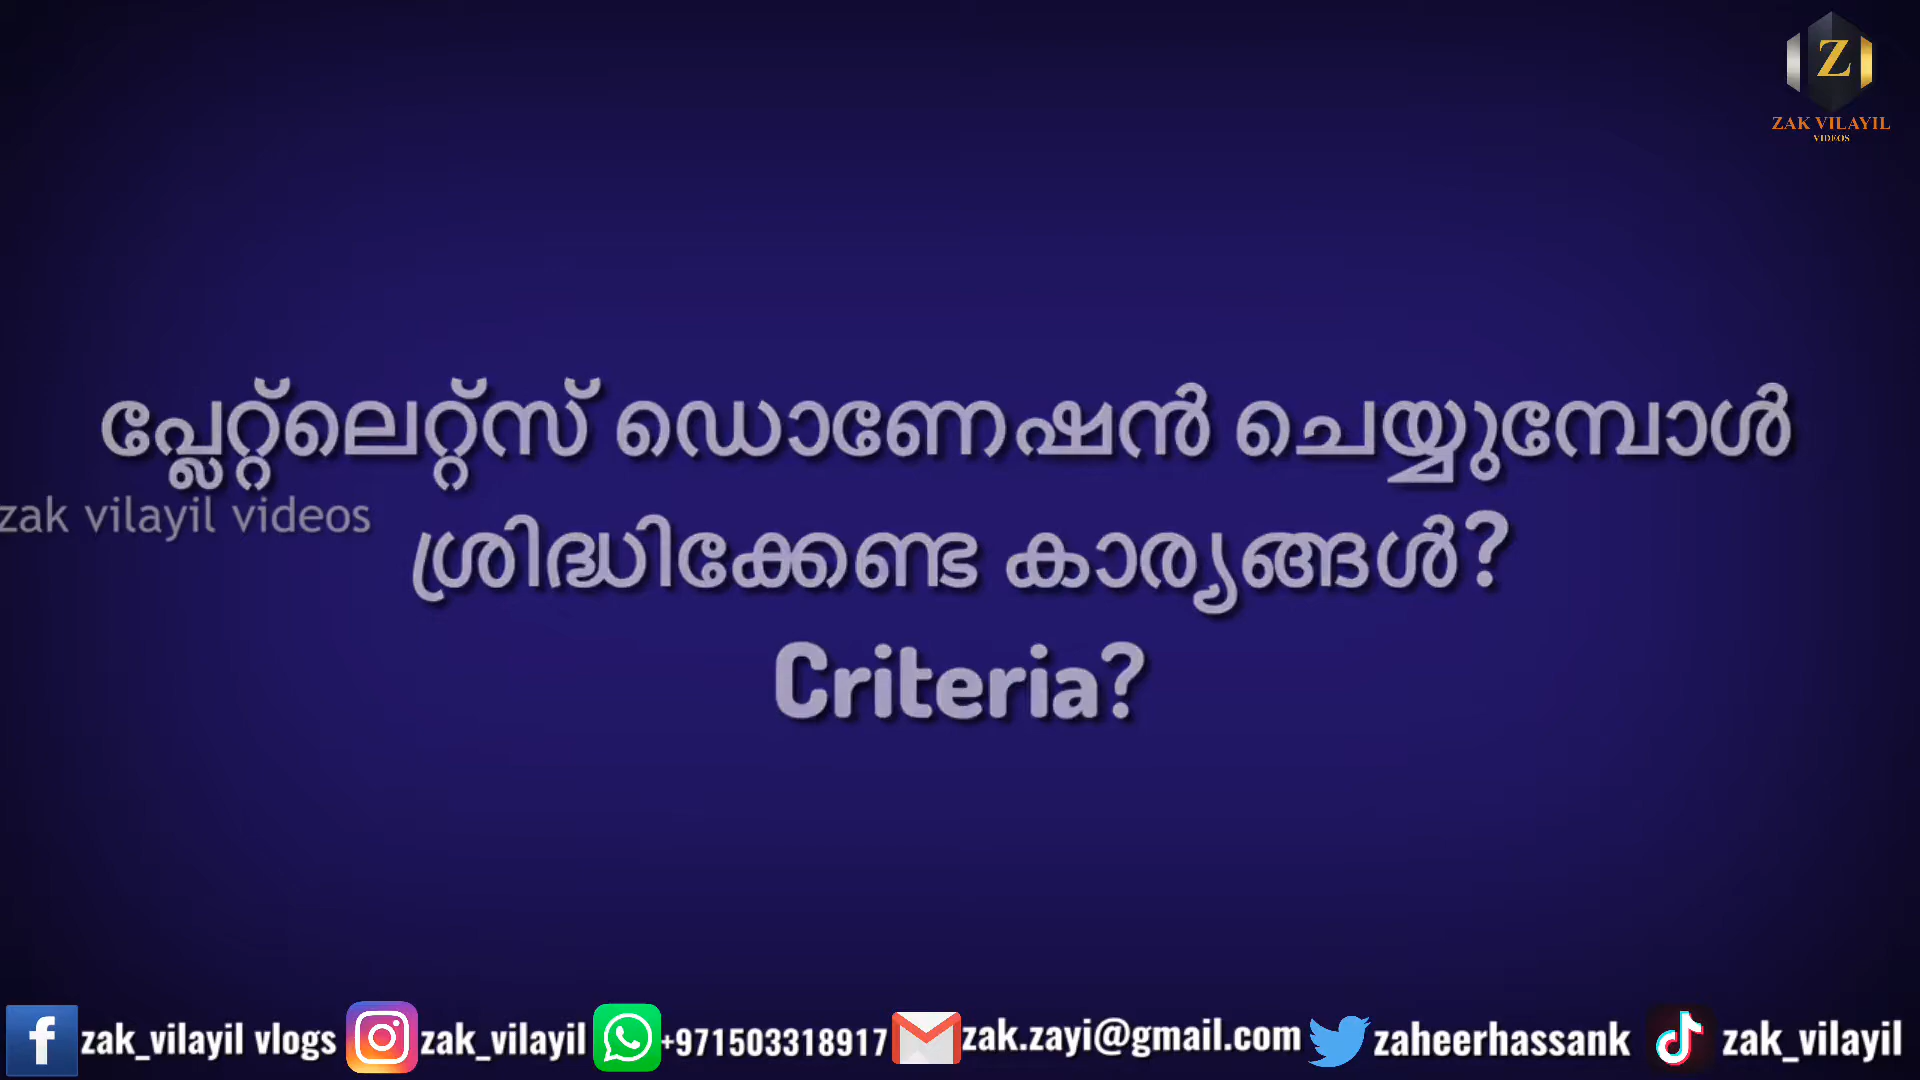 Z
ZAK VILAYIL
VIDEOS
പ്ലേറ്റ്ലെറ്റ്സ് ഡൊണേഷൻ ചെയ്യുമ്പോൾ
zak vilayil videos
ശ്രിദ്ധിക്കേണ്ട കാര്യങ്ങൾ?
Criteria?
zak_vilayil vlogs zak_vilayil +971503318917 zak.zayi@gmail.com zaheerhassank zak_vilayil